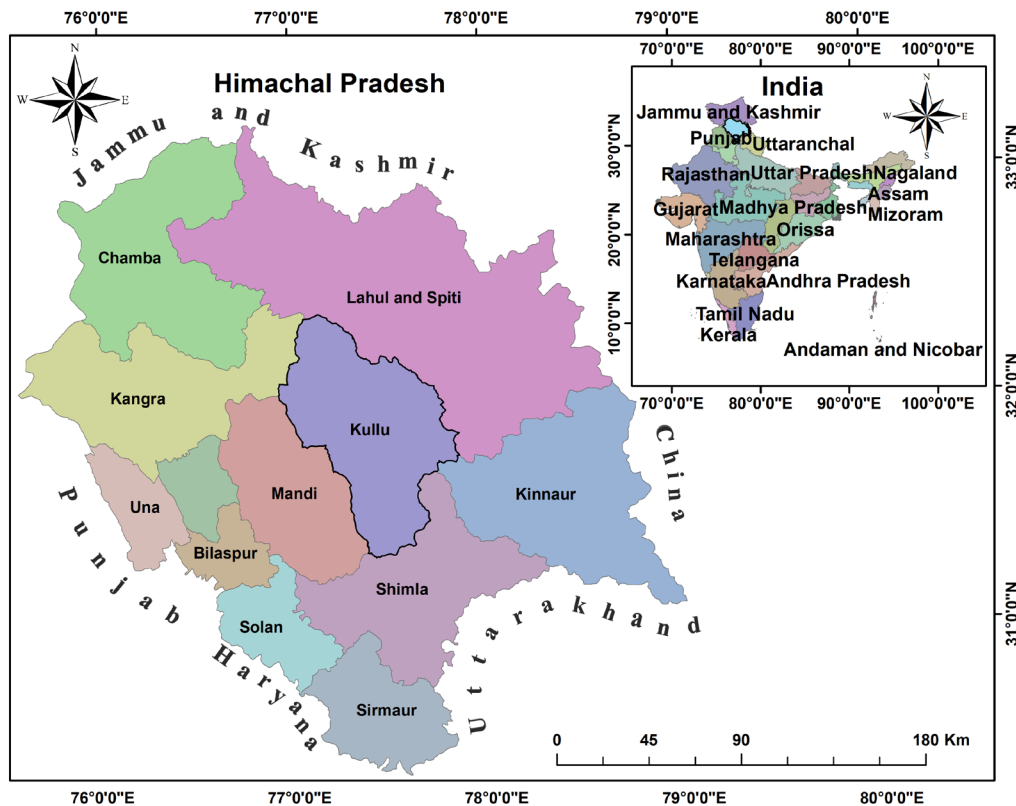 76°0'0"E 77°0'0"E 78°0'0"E 79°0'0"E 80°0'0"E
Himachal Pradesh
N
W E
S
Jammu and Kashmir
Chamba
Lahul and Spiti
Kangra
Kullu
Mandi
Kinnaur
Una
Bilaspur
Shimla
Solan
Sirmaur
China
Punjab
Haryana
Uttarakhand
0 45 90 180 Km
70°0'0"E 80°0'0"E 90°0'0"E 100°0'0"E
India
N
W E
S
Jammu and Kashmir
Punjab
Uttaranchal
Rajasthan
Uttar Pradesh
Nagaland
Assam
Gujarat
Madhya Pradesh
Mizoram
Orissa
Maharashtra
Telangana
Karnataka
Andhra Pradesh
Tamil Nadu
Kerala
Andaman and Nicobar
30°0'0"N
20°0'0"N
10°0'0"N
70°0'0"E 80°0'0"E 90°0'0"E 100°0'0"E
33°0'0"N
32°0'0"N
31°0'0"N
76°0'0"E 77°0'0"E 78°0'0"E 79°0'0"E 80°0'0"E